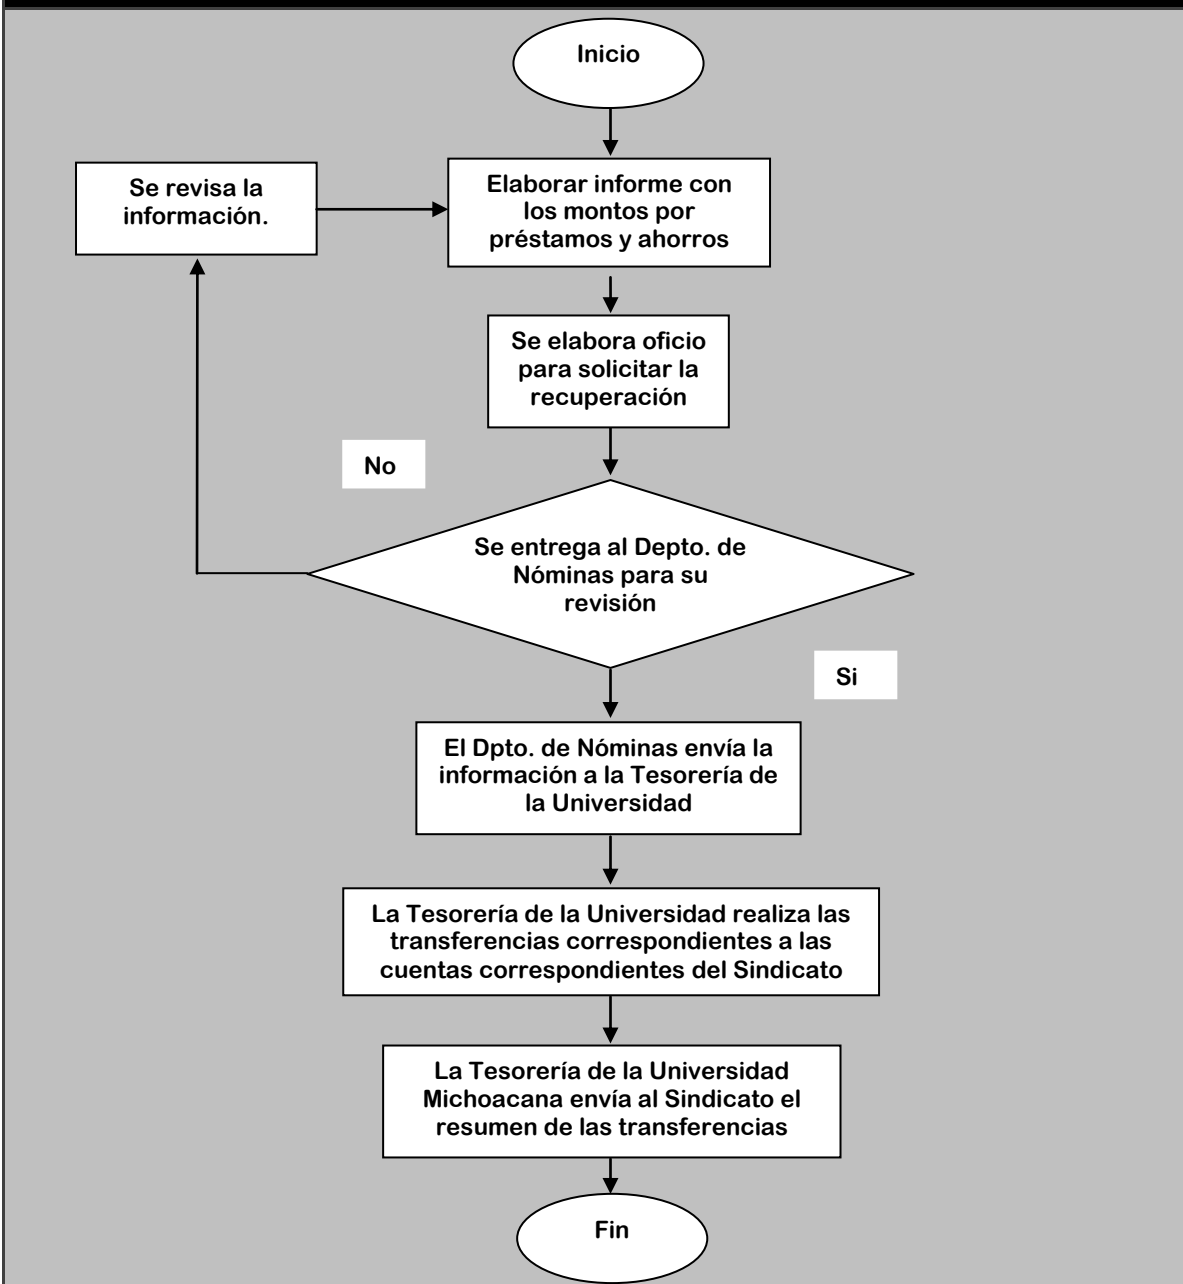 Inicio
Se revisa la
información.
Elaborar informe con
los montos por
préstamos y ahorros
Se elabora oficio
para solicitar la
recuperación
No
Se entrega al Depto. de
Nóminas para su
revisión
Si
El Dpto. de Nóminas envía la
información a la Tesorería de
la Universidad
La Tesorería de la Universidad realiza las
transferencias correspondientes a las
cuentas correspondientes del Sindicato
La Tesorería de la Universidad
Michoacana envía al Sindicato el
resumen de las transferencias
Fin